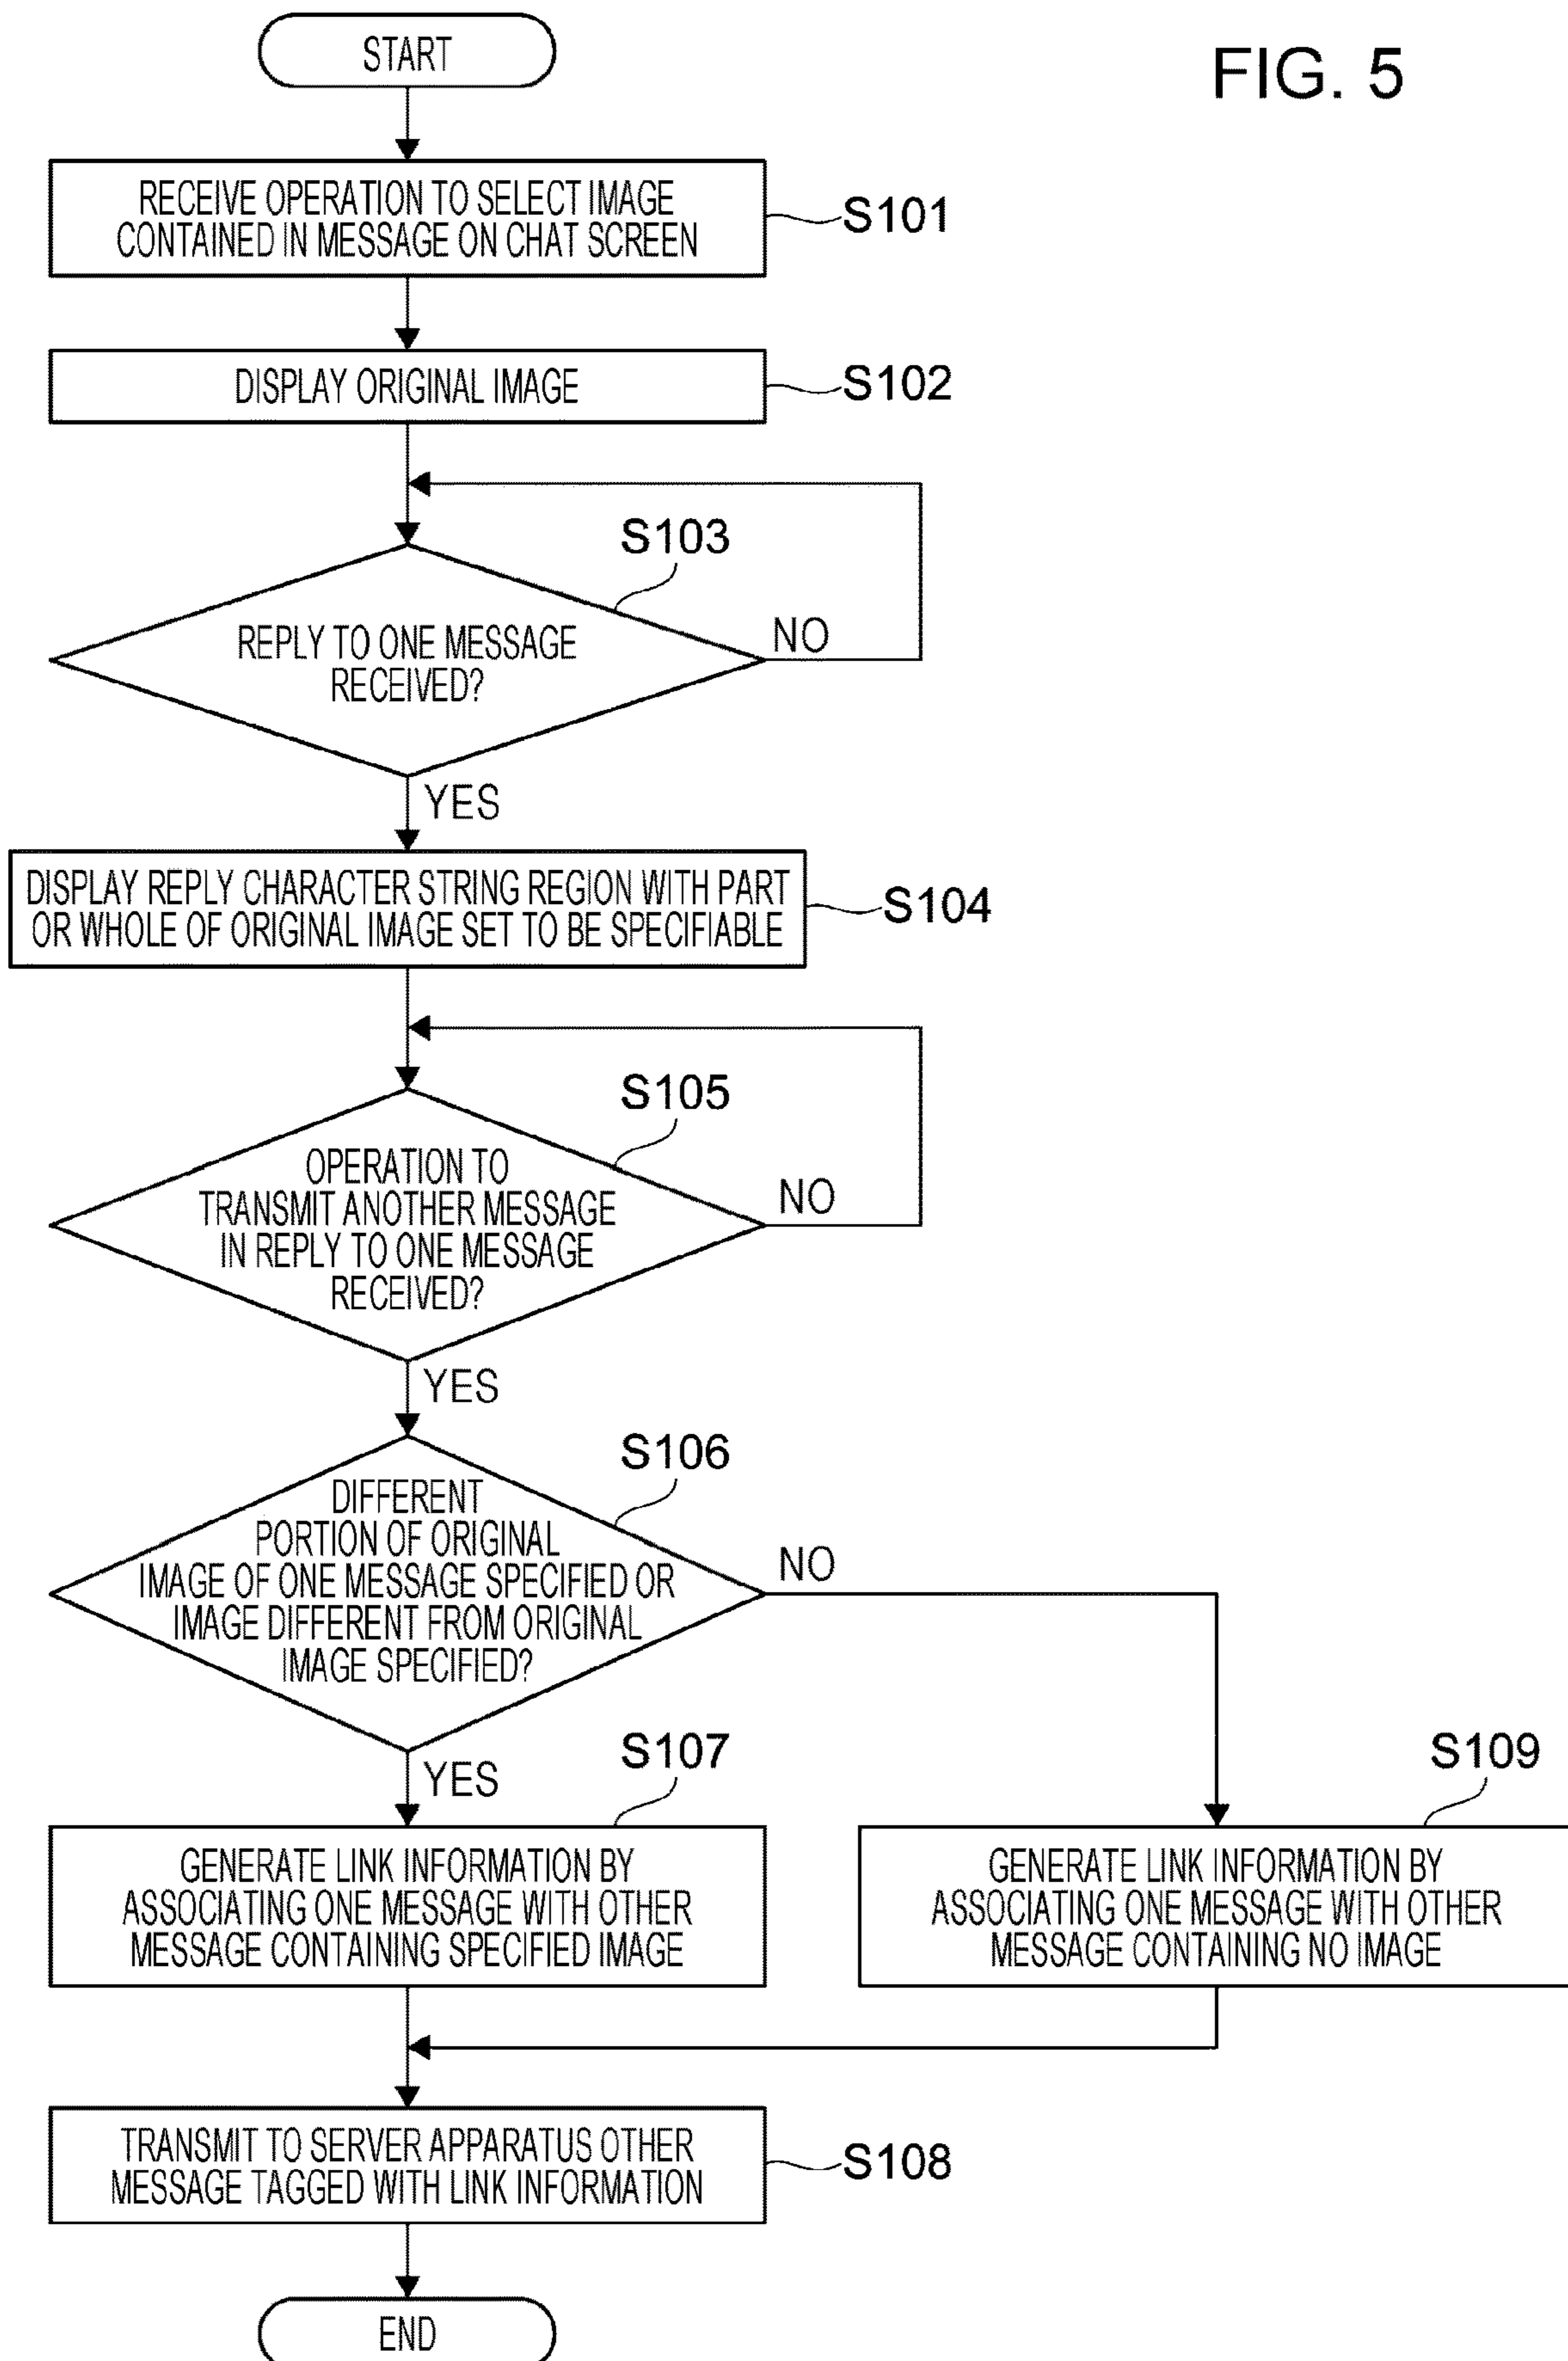 START
FIG. 5
RECEIVE OPERATION TO SELECT IMAGE
CONTAINED IN MESSAGE ON CHAT SCREEN
S101
DISPLAY ORIGINAL IMAGE
S102
S103
REPLY TO ONE MESSAGE
RECEIVED?
NO
YES
DISPLAY REPLY CHARACTER STRING REGION WITH PART
OR WHOLE OF ORIGINAL IMAGE SET TO BE SPECIFIABLE
S104
S105
OPERATION TO
TRANSMIT ANOTHER MESSAGE
IN REPLY TO ONE MESSAGE
RECEIVED?
NO
YES
S106
DIFFERENT
PORTION OF ORIGINAL
IMAGE OF ONE MESSAGE SPECIFIED OR
IMAGE DIFFERENT FROM ORIGINAL
IMAGE SPECIFIED?
NO
YES
S107
GENERATE LINK INFORMATION BY
ASSOCIATING ONE MESSAGE WITH OTHER
MESSAGE CONTAINING SPECIFIED IMAGE
S109
GENERATE LINK INFORMATION BY
ASSOCIATING ONE MESSAGE WITH OTHER
MESSAGE CONTAINING NO IMAGE
TRANSMIT TO SERVER APPARATUS OTHER
MESSAGE TAGGED WITH LINK INFORMATION
S108
END